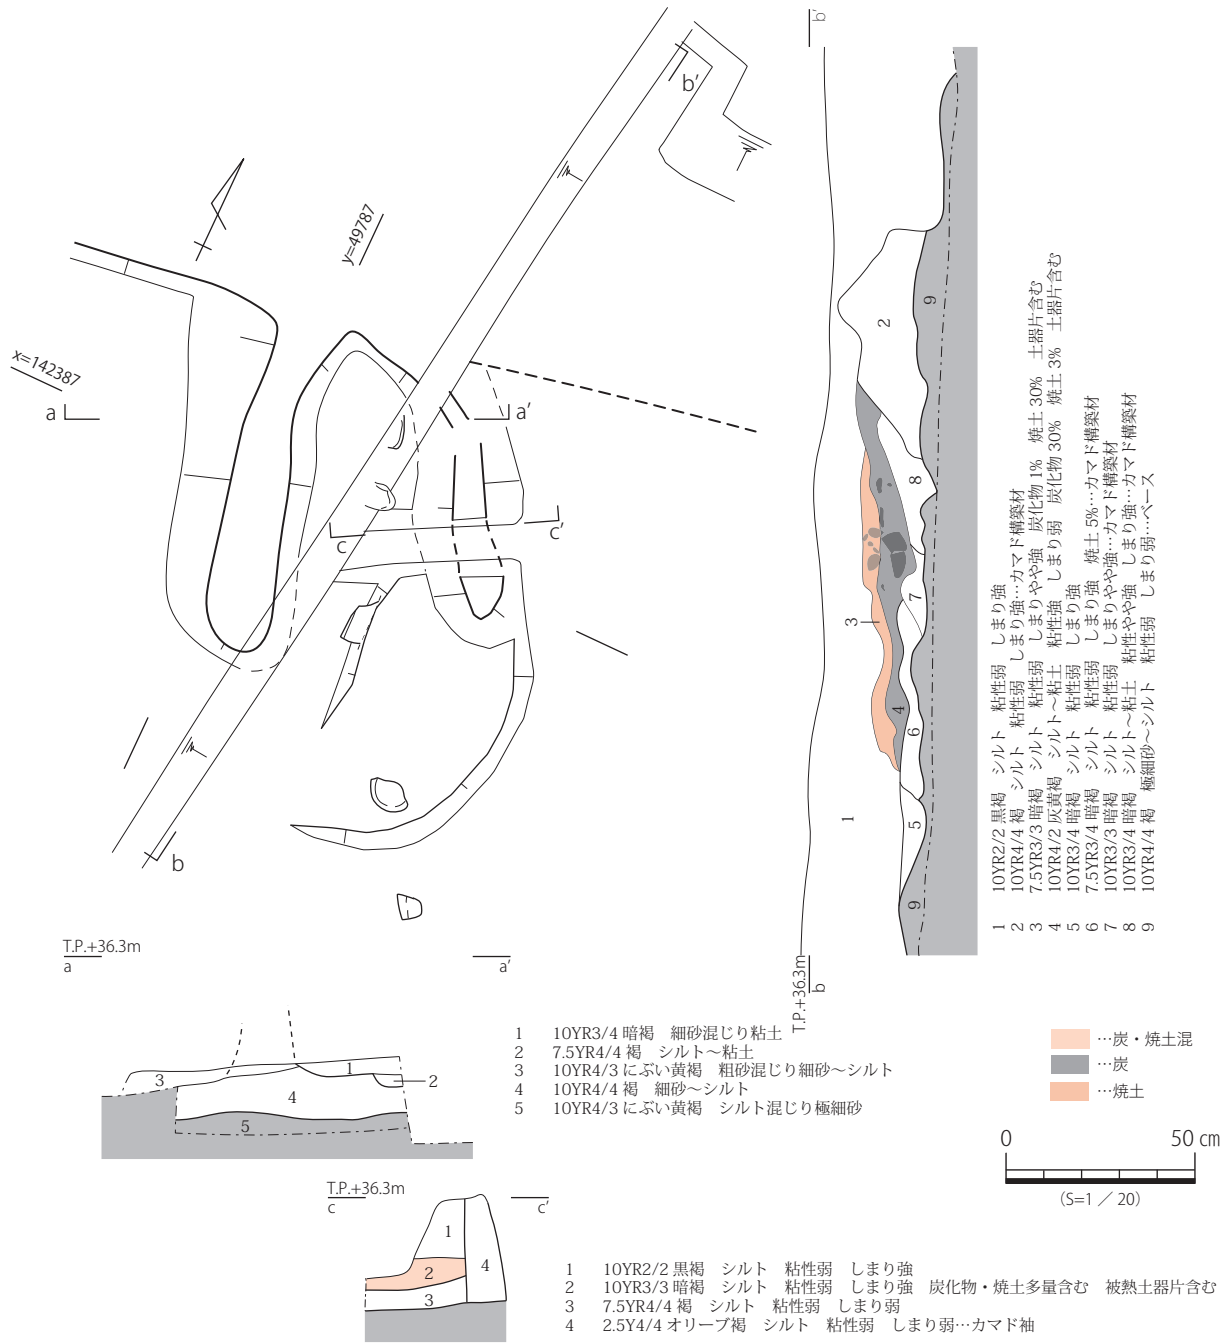 b'
b'
y=49787
x=142387
a
a'
c
c'
b
2
9
8
7
3
4
6
1
5
9
T.P.+36.3m
b
1 10YR2/2 黒褐 シルト 粘性弱 しまり強
2 10YR4/4 褐 シルト 粘性弱 しまり強…カマド構築材
3 7.5YR3/3 暗褐 シルト 粘性弱 しまりやや強 炭化物 1% 焼土 30% 土器片含む
4 10YR4/2 灰黄褐 シルト～粘土 粘性強 しまり弱 炭化物 30% 焼土 3% 土器片含む
5 10YR3/4 暗褐 シルト 粘性弱 しまり強
6 7.5YR3/4 暗褐 シルト 粘性弱 しまり強 焼土 5%…カマド構築材
7 10YR3/3 暗褐 シルト 粘性弱 しまりやや強…カマド構築材
8 10YR3/4 暗褐 シルト～粘土 粘性やや強 しまり強…カマド構築材
9 10YR4/4 褐 極細砂～シルト 粘性弱 しまり弱…ベース
T.P.+36.3m
a
a'
3
1
2
4
5
1 10YR3/4 暗褐 細砂混じり粘土
2 7.5YR4/4 褐 シルト～粘土
3 10YR4/3 にぶい黄褐 粗砂混じり細砂～シルト
4 10YR4/4 褐 細砂～シルト
5 10YR4/3 にぶい黄褐 シルト混じり極細砂
…炭・焼土混
…炭
…焼土
0 50 cm
(S=1／20)
T.P.+36.3m
c
c'
1
2
4
3
1 10YR2/2 黒褐 シルト 粘性弱 しまり強
2 10YR3/3 暗褐 シルト 粘性弱 しまり強 炭化物・焼土多量含む 被熱土器片含む
3 7.5YR4/4 褐 シルト 粘性弱 しまり弱
4 2.5Y4/4 オリーブ褐 シルト 粘性弱 しまり弱…カマド袖